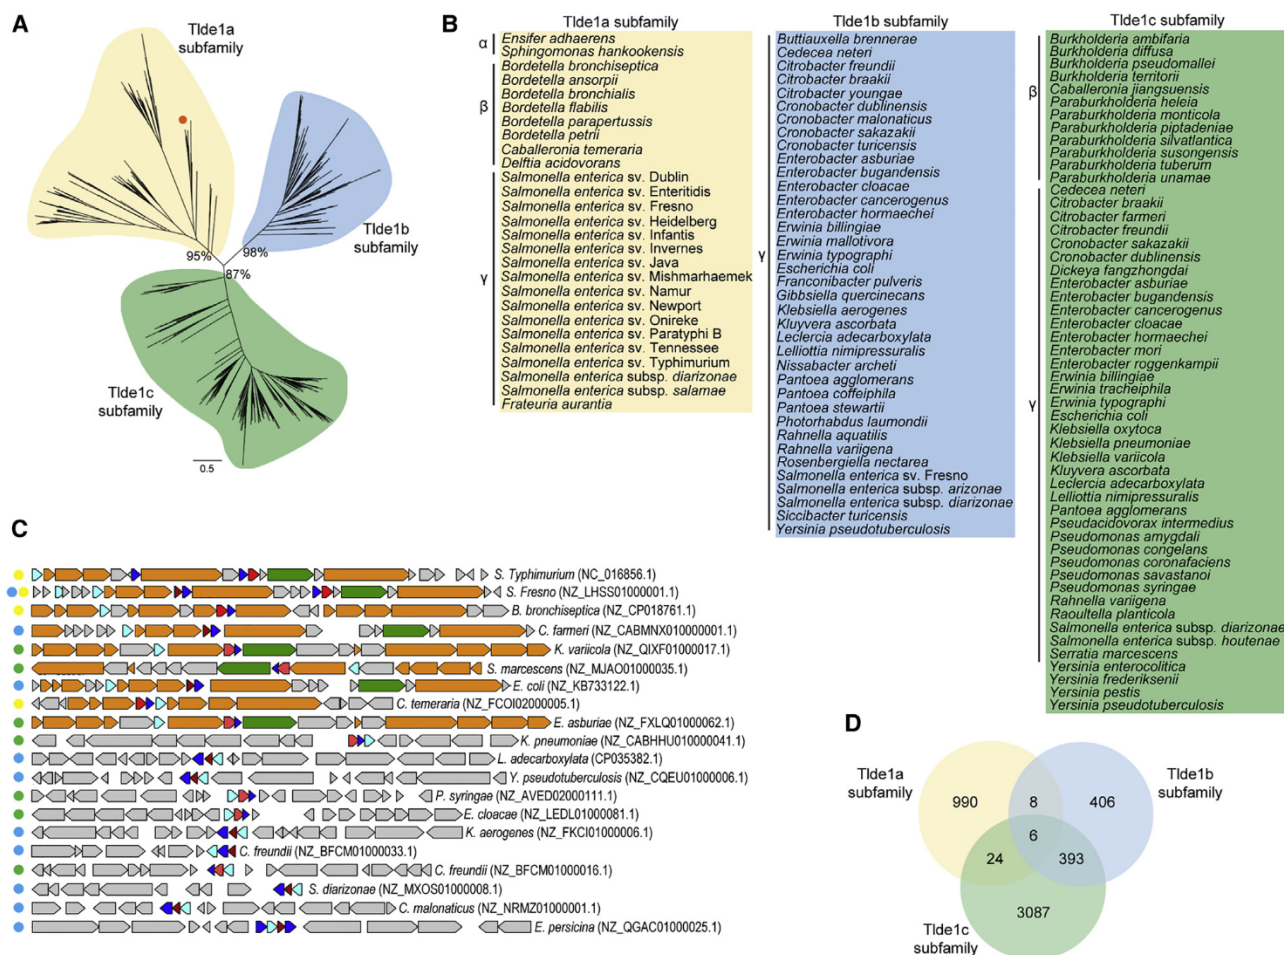 A
Tlde1a
subfamily
Tlde1b
subfamily
95%
98%
87%
Tlde1c
subfamily
0.5
B
Tlde1a subfamily
α
Ensifer adhaerens
Sphingomonas hankookensis
β
Bordetella bronchiseptica
Bordetella ansorpii
Bordetella bronchialis
Bordetella flabilis
Bordetella parapertussis
Bordetella petrii
Caballeronia temeraria
Delftia acidovorans
γ
Salmonella enterica sv. Dublin
Salmonella enterica sv. Enteritidis
Salmonella enterica sv. Fresno
Salmonella enterica sv. Heidelberg
Salmonella enterica sv. Infantis
Salmonella enterica sv. Invernes
Salmonella enterica sv. Java
Salmonella enterica sv. Mishmarhaemek
Salmonella enterica sv. Namur
Salmonella enterica sv. Newport
Salmonella enterica sv. Onireke
Salmonella enterica sv. Paratyphi B
Salmonella enterica sv. Tennessee
Salmonella enterica sv. Typhimurium
Salmonella enterica subsp. diarizonae
Salmonella enterica subsp. salamae
Frateuria aurantia
Tlde1b subfamily
γ
Buttiauxella brennerae
Cedecea neteri
Citrobacter freundii
Citrobacter braakii
Citrobacter youngae
Cronobacter dublinensis
Cronobacter malonaticus
Cronobacter sakazakii
Cronobacter turicensis
Enterobacter asburiae
Enterobacter bugandensis
Enterobacter cloacae
Enterobacter cancerogenus
Enterobacter hormaechei
Erwinia billingiae
Erwinia mallotivora
Erwinia typographi
Escherichia coli
Franconibacter pulveris
Gibbsiella quercinecans
Klebsiella aerogenes
Kluyvera ascorbata
Leclercia adecarboxylata
Lelliottia nimipressuralis
Nissabacter archeti
Pantoea agglomerans
Pantoea coffeiphila
Pantoea stewartii
Photorhabdus laumondii
Rahnella aquatilis
Rahnella variigena
Rosenbergiella nectarea
Salmonella enterica sv. Fresno
Salmonella enterica subsp. arizonae
Salmonella enterica subsp. diarizonae
Siccibacter turicensis
Yersinia pseudotuberculosis
Tlde1c subfamily
β
Burkholderia ambifaria
Burkholderia diffusa
Burkholderia pseudomallei
Burkholderia territorii
Caballeronia jiangsuensis
Paraburkholderia heleia
Paraburkholderia monticola
Paraburkholderia piptadeniae
Paraburkholderia silvatlantica
Paraburkholderia susongensis
Paraburkholderia tuberum
Paraburkholderia unamae
γ
Cedecea neteri
Citrobacter braakii
Citrobacter farmeri
Citrobacter freundii
Cronobacter sakazakii
Cronobacter dublinensis
Dickeya fangzhongdai
Enterobacter asburiae
Enterobacter bugandensis
Enterobacter cancerogenus
Enterobacter cloacae
Enterobacter hormaechei
Enterobacter mori
Enterobacter roggenkampii
Erwinia billingiae
Erwinia tracheiphila
Erwinia typographi
Escherichia coli
Klebsiella oxytoca
Klebsiella pneumoniae
Klebsiella variicola
Kluyvera ascorbata
Leclercia adecarboxylata
Lelliottia nimipressuralis
Pantoea agglomerans
Pseudacidovorax intermedius
Pseudomonas amygdali
Pseudomonas congelans
Pseudomonas coronafaciens
Pseudomonas savastanoi
Pseudomonas syringae
Rahnella variigena
Raoultella planticola
Salmonella enterica subsp. diarizonae
Salmonella enterica subsp. houtenae
Serratia marcescens
Yersinia enterocolitica
Yersinia frederiksenii
Yersinia pestis
Yersinia pseudotuberculosis
C
S. Typhimurium (NC_016856.1)
S. Fresno (NZ_LHSS01000001.1)
B. bronchiseptica (NZ_CP018761.1)
C. farmeri (NZ_CABMNX010000001.1)
K. variicola (NZ_QIXF01000017.1)
S. marcescens (NZ_MJAO01000035.1)
E. coli (NZ_KB733122.1)
C. temeraria (NZ_FCOI02000005.1)
E. asburiae (NZ_FXLQ01000062.1)
K. pneumoniae (NZ_CABHHU010000041.1)
L. adecarboxylata (CP035382.1)
Y. pseudotuberculosis (NZ_CQEU01000006.1)
P. syringae (NZ_AVED02000111.1)
E. cloacae (NZ_LEDL01000081.1)
K. aerogenes (NZ_FKCI01000006.1)
C. freundii (NZ_BFCM01000033.1)
C. freundii (NZ_BFCM01000016.1)
S. diarizonae (NZ_MXOS01000008.1)
C. malonaticus (NZ_NRMZ01000001.1)
E. persicina (NZ_QGAC01000025.1)
D
Tlde1a
subfamily
Tlde1b
subfamily
990
8
406
6
24
393
3087
Tlde1c
subfamily